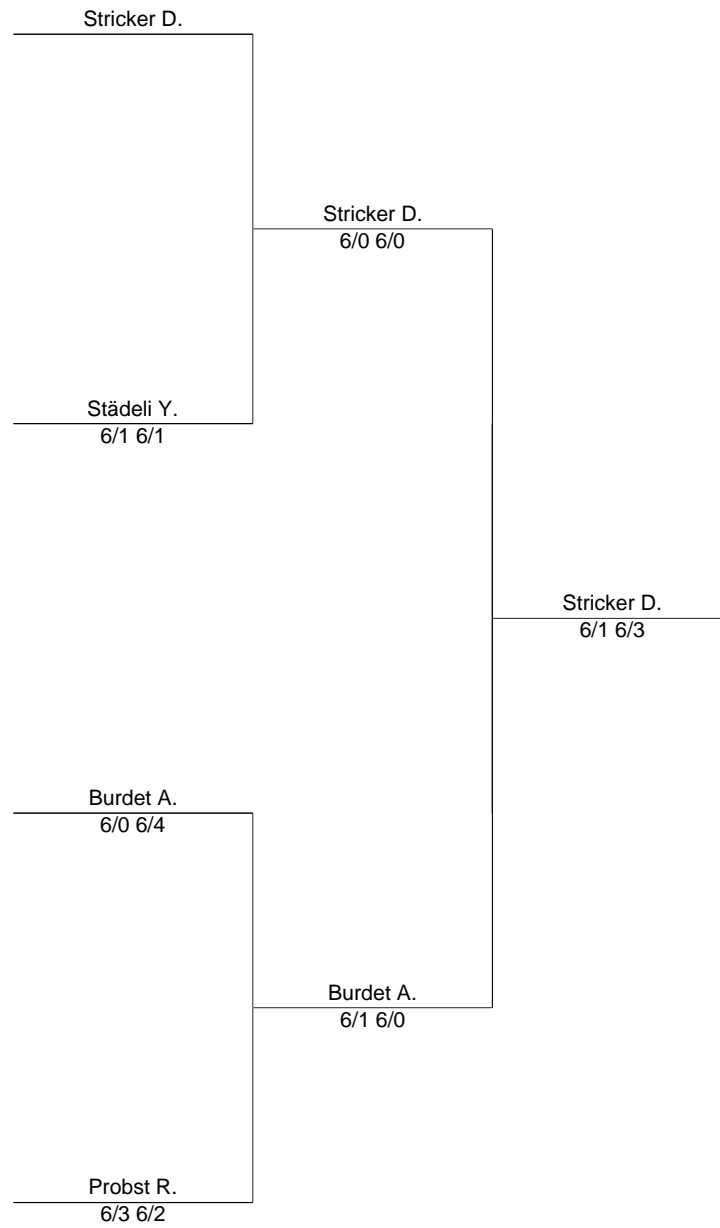 Stricker D.
Stricker D.
6/0 6/0
Städeli Y.
6/1 6/1
Stricker D.
6/1 6/3
Burdet A.
6/0 6/4
Burdet A.
6/1 6/0
Probst R.
6/3 6/2